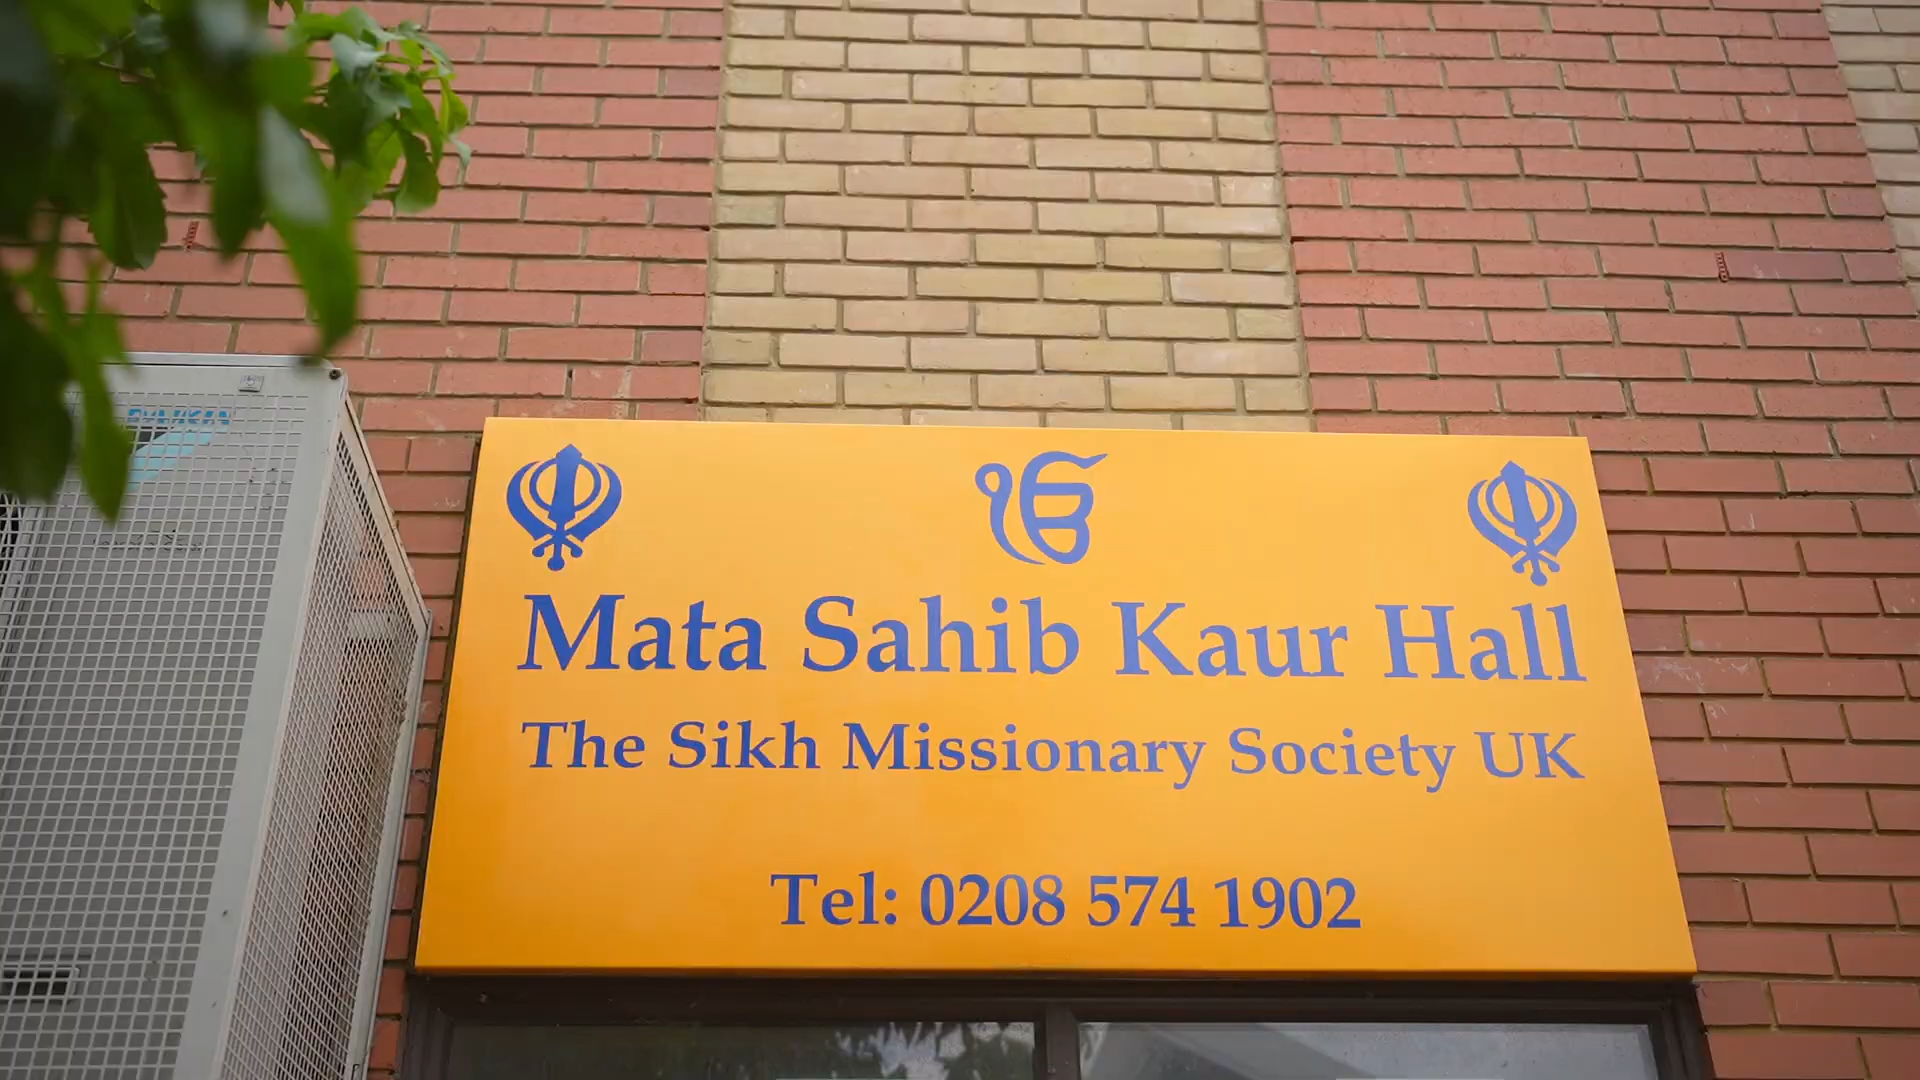 ੴ
Mata Sahib Kaur Hall
The Sikh Missionary Society UK
Tel: 0208 574 1902